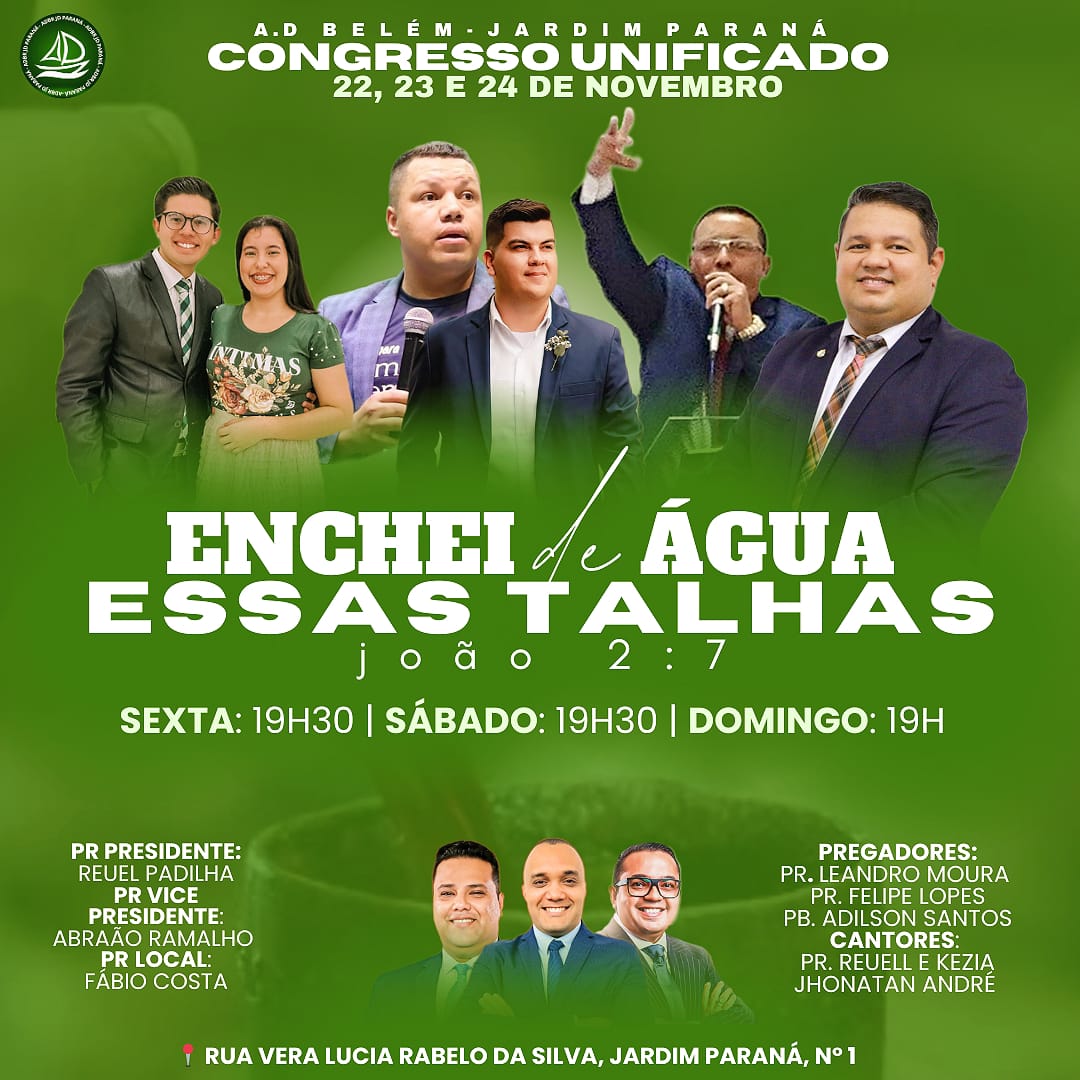 A.D BELÉM - JARDIM PARANÁ
CONGRESSO UNIFICADO
22, 23 E 24 DE NOVEMBRO
ÍNTIMAS
ENCHEI de ÁGUA
ESSAS TALHAS
joão 2:7
SEXTA: 19H30 | SÁBADO: 19H30 | DOMINGO: 19H
PR PRESIDENTE:
REUEL PADILHA
PR VICE
PRESIDENTE:
ABRAÃO RAMALHO
PR LOCAL:
FÁBIO COSTA
PREGADORES:
PR. LEANDRO MOURA
PR. FELIPE LOPES
PB. ADILSON SANTOS
CANTORES:
PR. REUELL E KEZIA
JHONATAN ANDRÉ
RUA VERA LUCIA RABELO DA SILVA, JARDIM PARANÁ, Nº 1